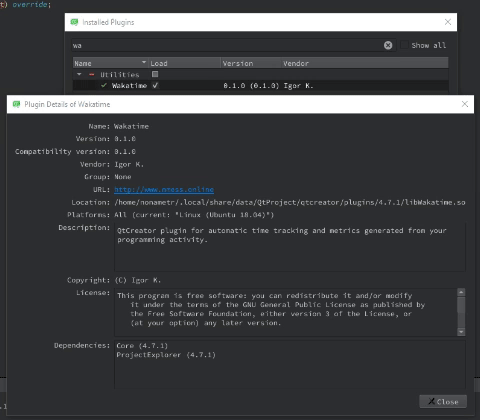 t) override;
Installed Plugins
wa
Show all
Name Load Version Vendor
Utilities
Wakatime 0.1.0 (0.1.0) Igor K.
Plugin Details of Wakatime
Name: Wakatime
Version: 0.1.0
Compatibility version: 0.1.0
Vendor: Igor K.
Group: None
URL: http://www.mmess.online
Location: /home/nonametr/.local/share/data/QtProject/qtcreator/plugins/4.7.1/libWakatime.so
Platforms: All (current: "Linux (Ubuntu 18.04)")
Description: QtCreator plugin for automatic time tracking and metrics generated from your
programming activity.
Copyright: (C) Igor K.
License: This program is free software: you can redistribute it and/or modify
it under the terms of the GNU General Public License as published by
the Free Software Foundation, either version 3 of the License, or
(at your option) any later version.
Dependencies: Core (4.7.1)
ProjectExplorer (4.7.1)
Close